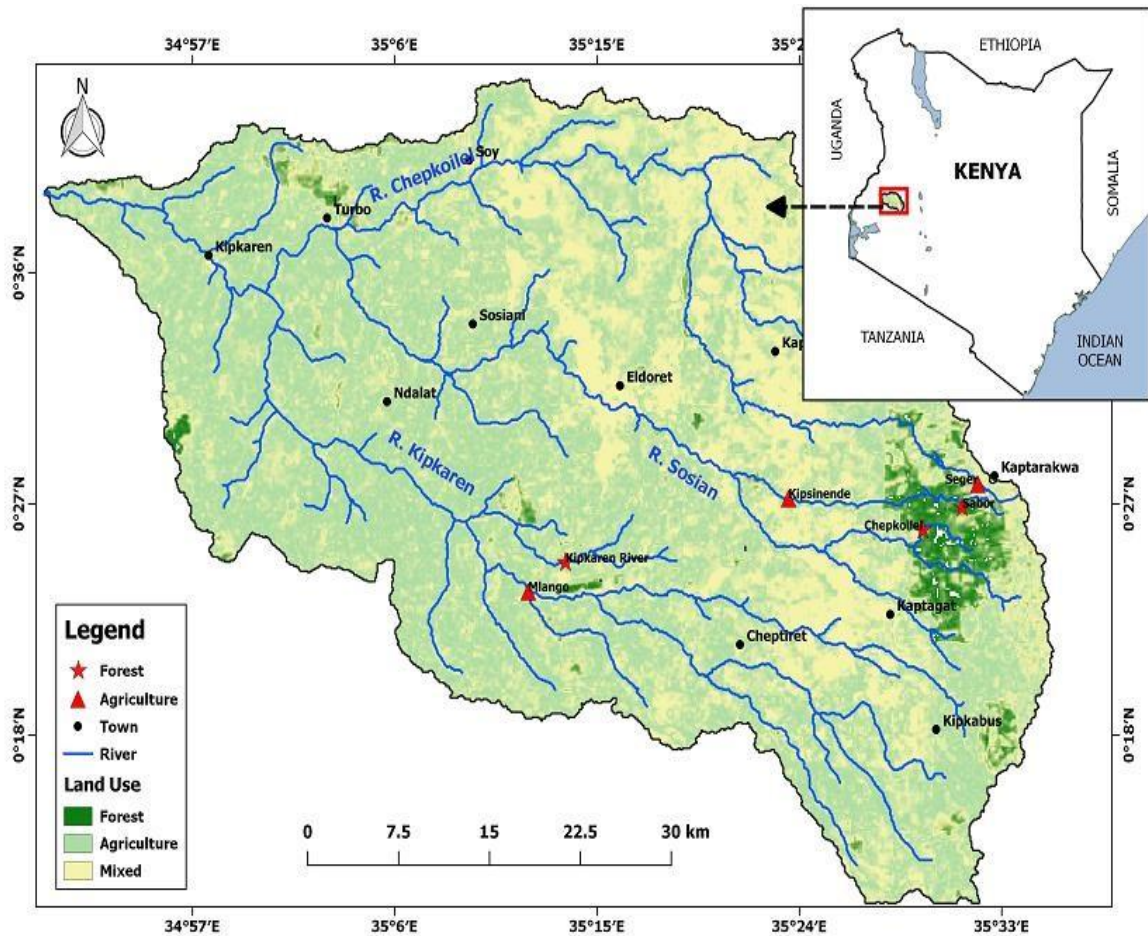 34°57'E
35°6'E
35°15'E
35°2
N
ETHIOPIA
UGANDA
KENYA
SOMALIA
TANZANIA
INDIAN
OCEAN
0°36'N
0°27'N
0°18'N
R. Chepkoilel
Soy
Turbo
Kipkaren
Sosiani
Kap
Eldoret
Ndalat
R. Kipkaren
R. Sosian
Kaptarakwa
Seger
Kipsinende
Sabor
Chepkoilel
0°27'N
Kipkaren River
Mlango
Kaptagat
Cheptiret
Kipkabus
0°18'N
Legend
Forest
Agriculture
Town
River
Land Use
Forest
Agriculture
Mixed
0 7.5 15 22.5 30 km
34°57'E
35°6'E
35°15'E
35°24'E
35°33'E